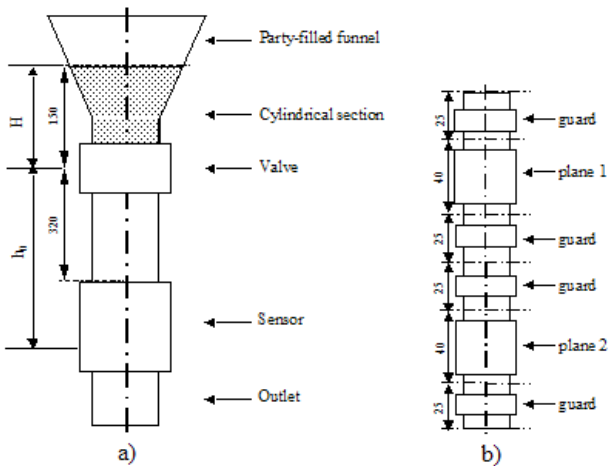 Party-filled funnel
H
150
Cylindrical section
Valve
h₀
320
Sensor
Outlet
a)
25
guard
40
plane 1
25
guard
25
guard
40
plane 2
25
guard
b)